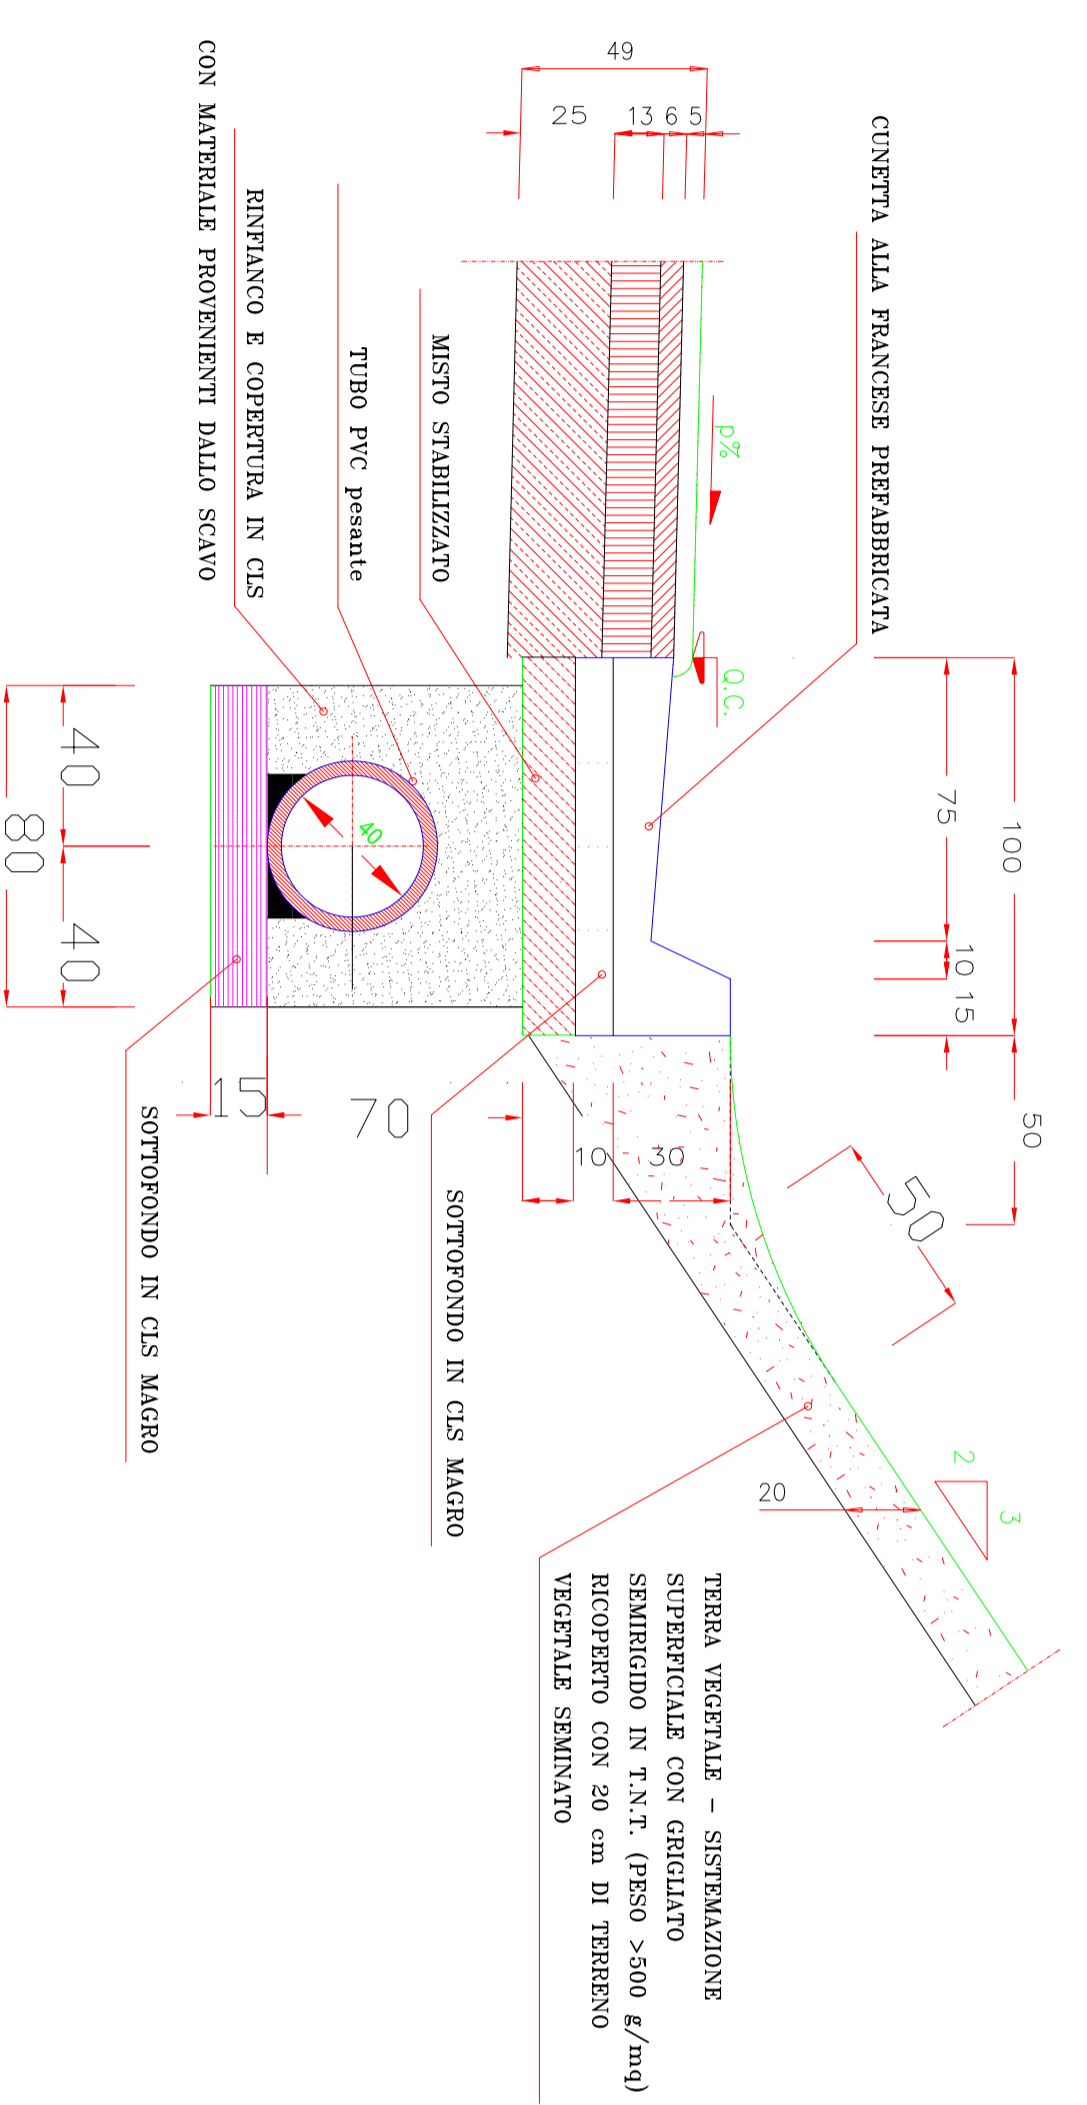 CUNETTA ALLA FRANCESE PREFABBRICATA
49
25
13
6
5
p%
Q.C.
100
75
10
15
50
50
2
3
20
MISTO STABILIZZATO
TUBO PVC pesante
RINFIANCO E COPERTURA IN CLS
CON MATERIALE PROVENIENTI DALLO SCAVO
40
10
30
70
15
40
40
80
SOTTOFONDO IN CLS MAGRO
SOTTOFONDO IN CLS MAGRO
TERRA VEGETALE - SISTEMAZIONE
SUPERFICIALE CON GRIGLIATO
SEMIRIGIDO IN T.N.T. (PESO >500 g/mq)
RICOPERTO CON 20 cm DI TERRENO
VEGETALE SEMINATO